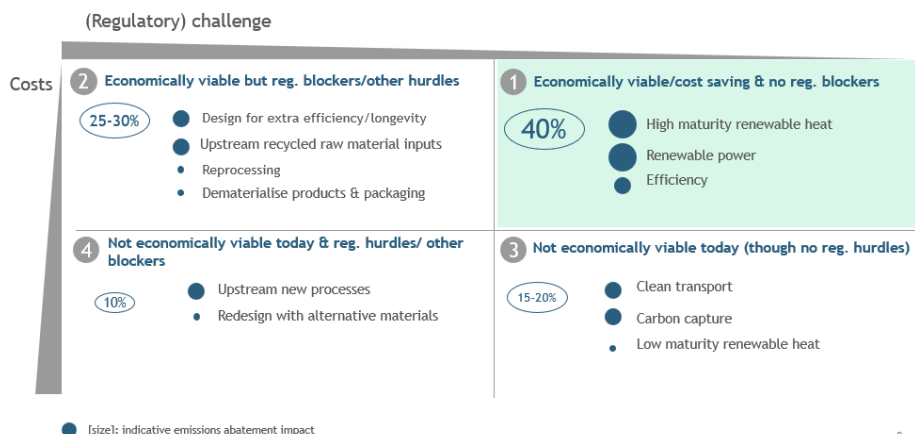 (Regulatory) challenge
Costs
2 Economically viable but reg. blockers/other hurdles
25-30%
Design for extra efficiency/longevity
Upstream recycled raw material inputs
Reprocessing
Dematerialise products & packaging
1 Economically viable/cost saving & no reg. blockers
40%
High maturity renewable heat
Renewable power
Efficiency
4 Not economically viable today & reg. hurdles/ other
blockers
10%
Upstream new processes
Redesign with alternative materials
3 Not economically viable today (though no reg. hurdles)
15-20%
Clean transport
Carbon capture
Low maturity renewable heat
[size]: indicative emissions abatement impact